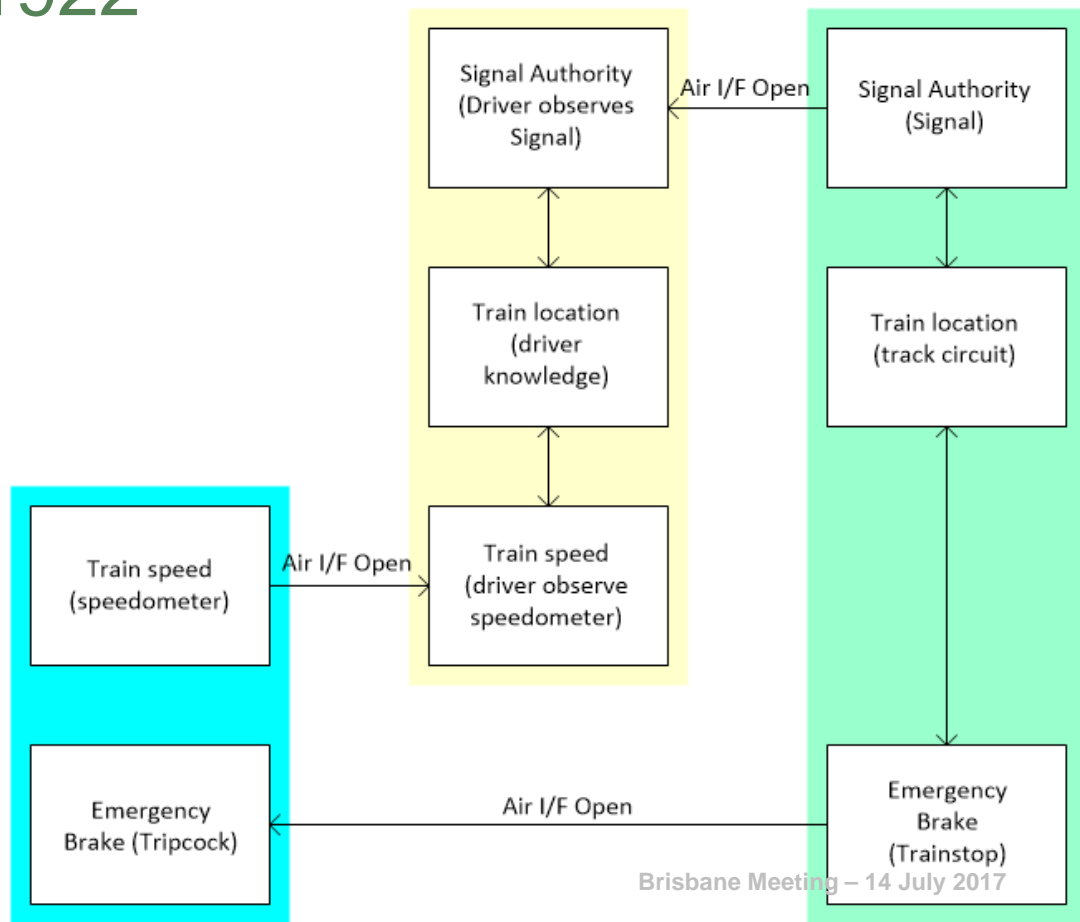 1922
Signal Authority
(Driver observes
Signal)
Air I/F Open
Signal Authority
(Signal)
Train location
(driver
knowledge)
Train location
(track circuit)
Train speed
(speedometer)
Air I/F Open
Train speed
(driver observe
speedometer)
Emergency
Brake (Tripcock)
Air I/F Open
Emergency
Brake
(Trainstop)
Brisbane Meeting – 14 July 2017